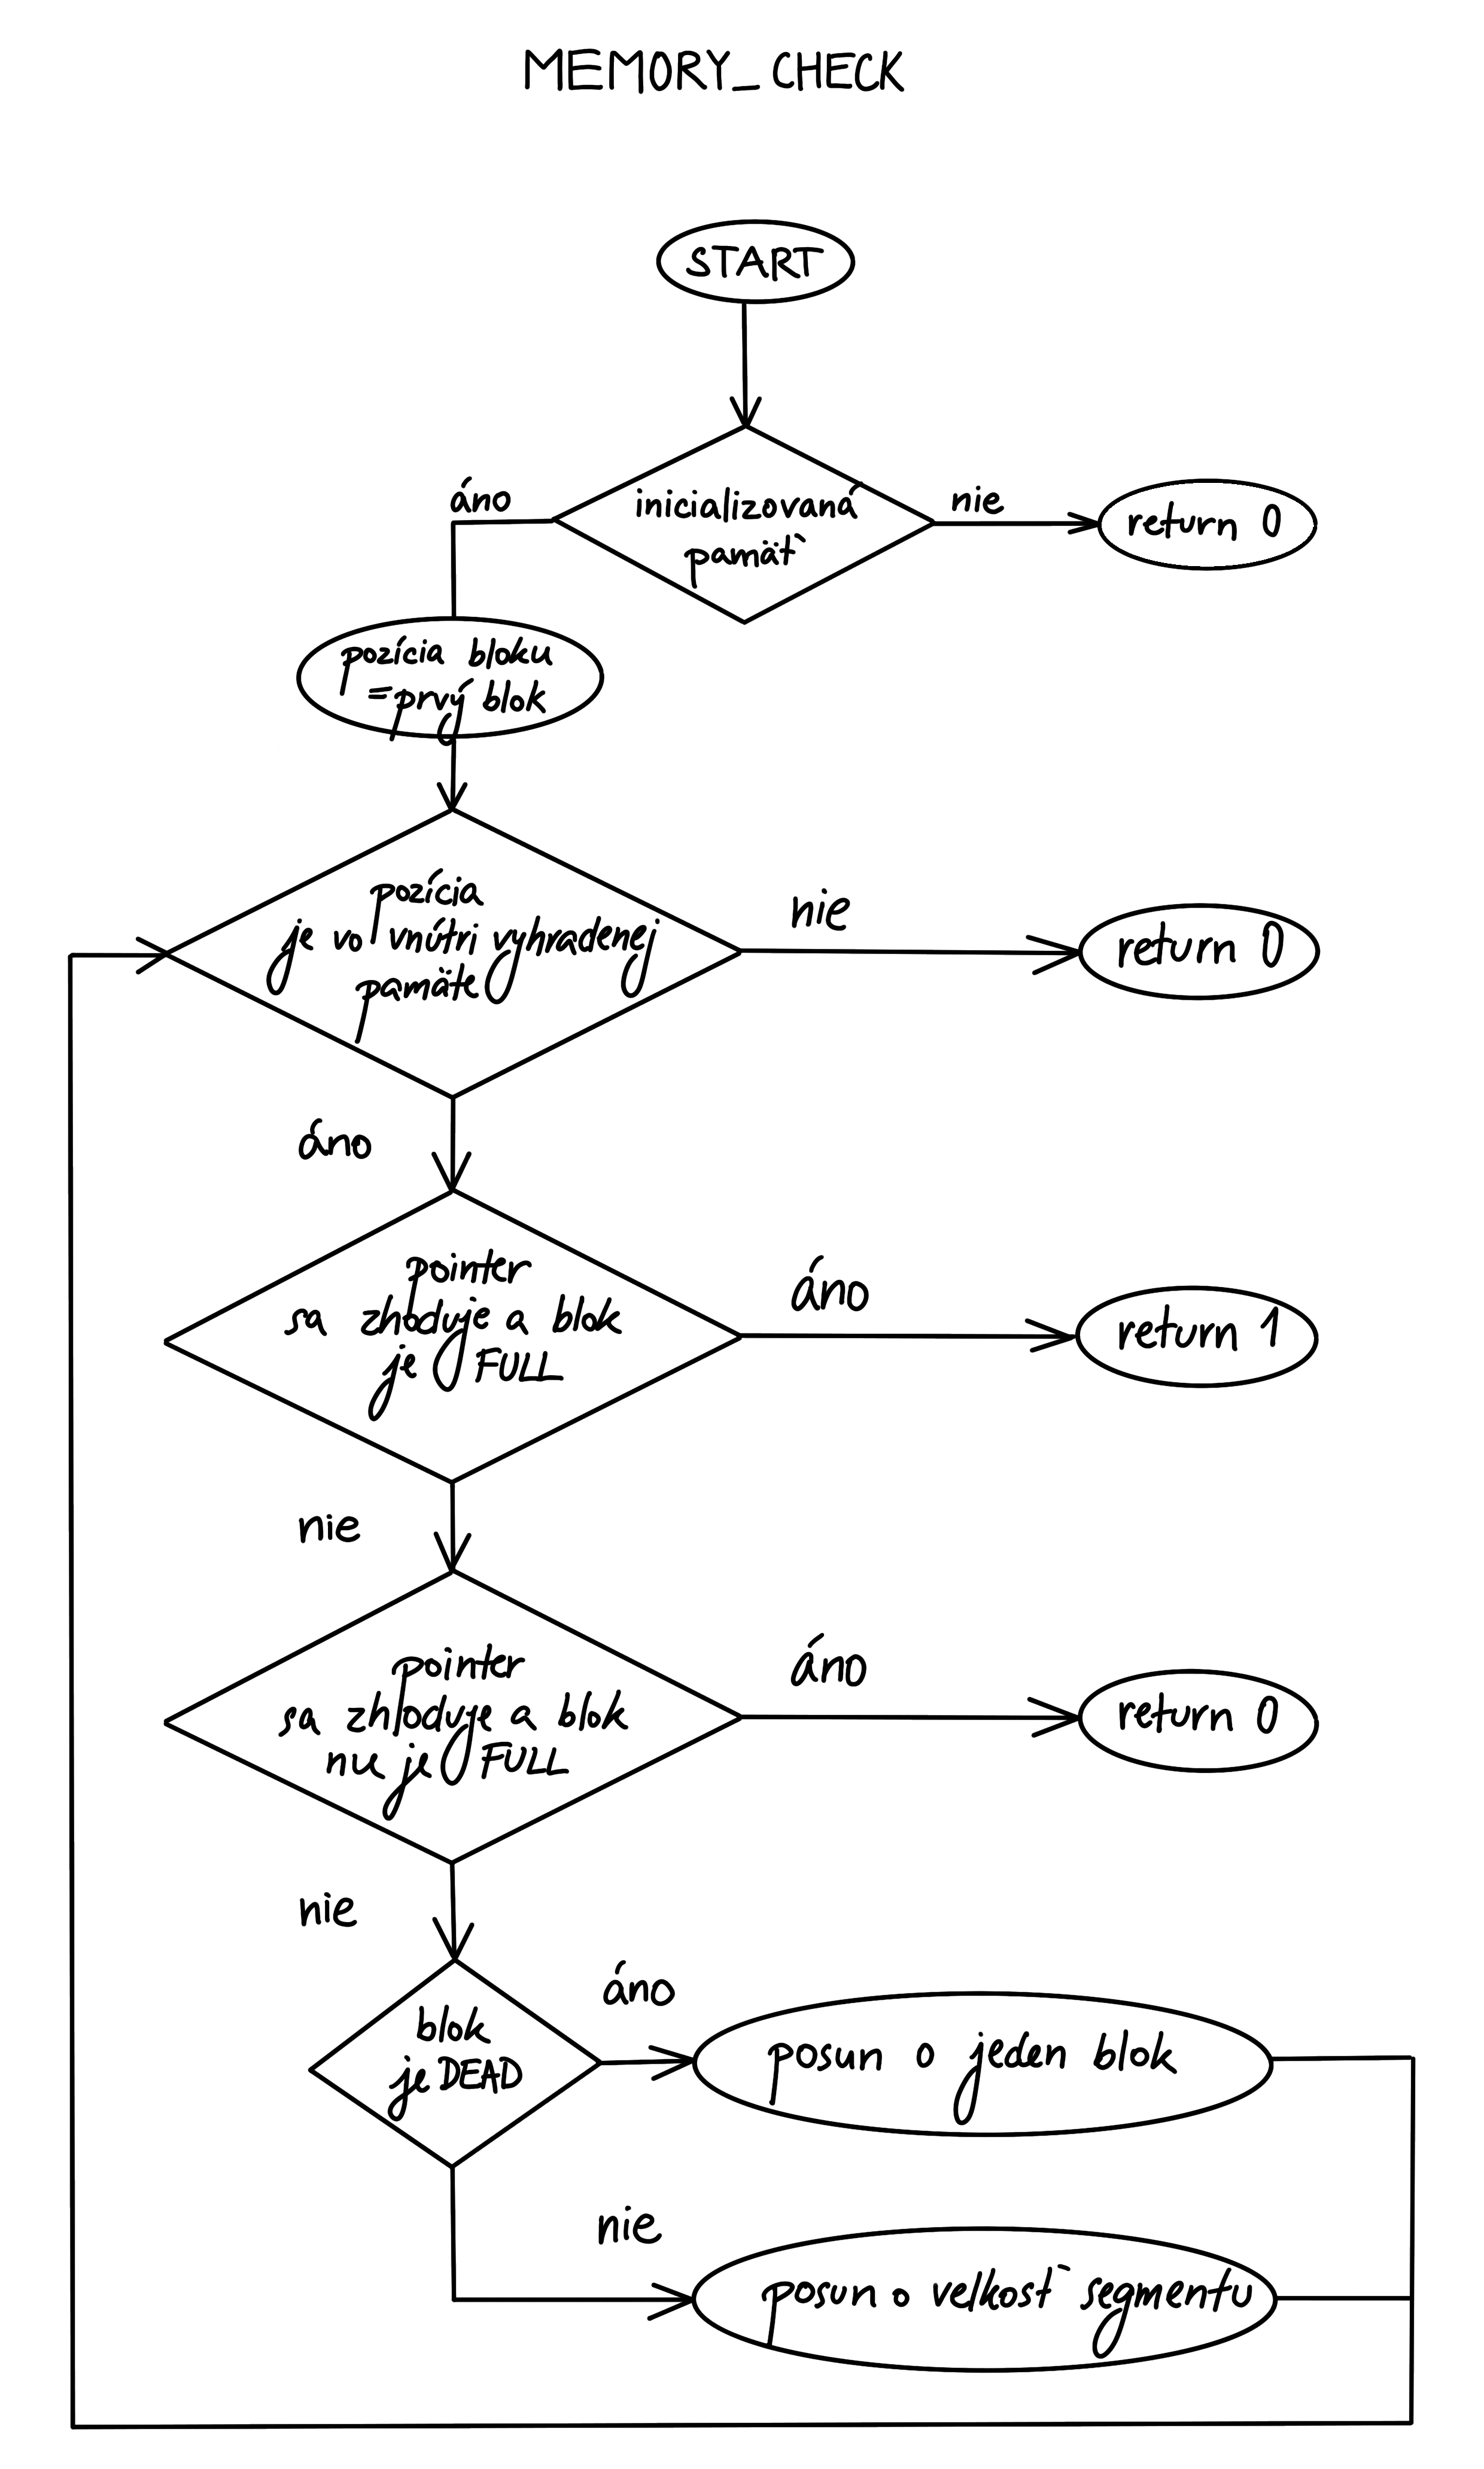 MEMORY_CHECK
START
áno
inicializovaná
pamäť
nie
return 0
pozícia bloku
=prvý blok
pozícia
je vo vnútri vyhradenej
pamäte
nie
return 0
áno
pointer
sa zhoduje a blok
je FULL
áno
return 1
nie
pointer
sa zhoduje a blok
nie je FULL
áno
return 0
nie
blok
je DEAD
áno
posun o jeden blok
nie
posun o velkosť segmentu